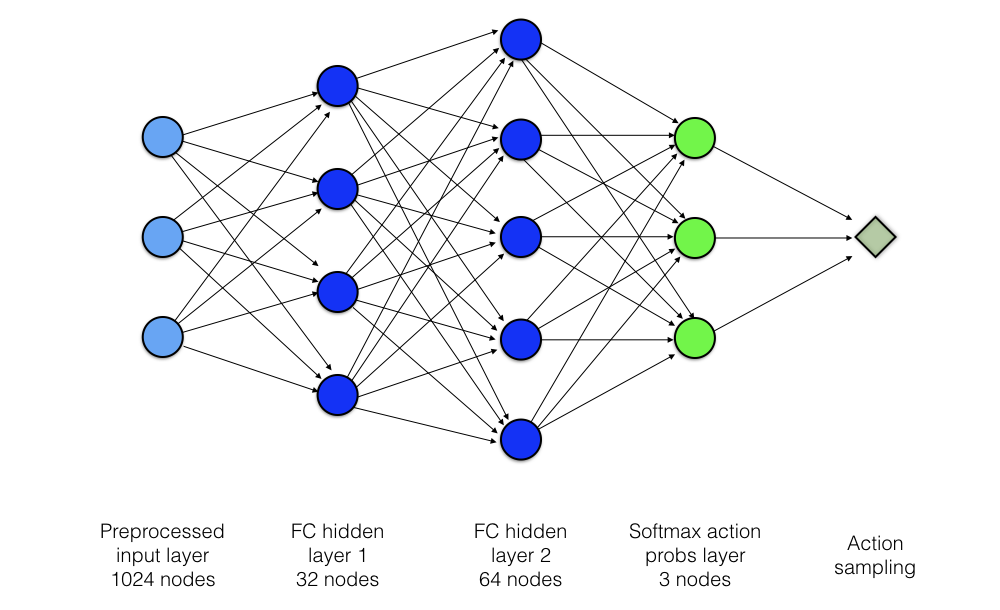 Preprocessed
input layer
1024 nodes
FC hidden
layer 1
32 nodes
FC hidden
layer 2
64 nodes
Softmax action
probs layer
3 nodes
Action
sampling